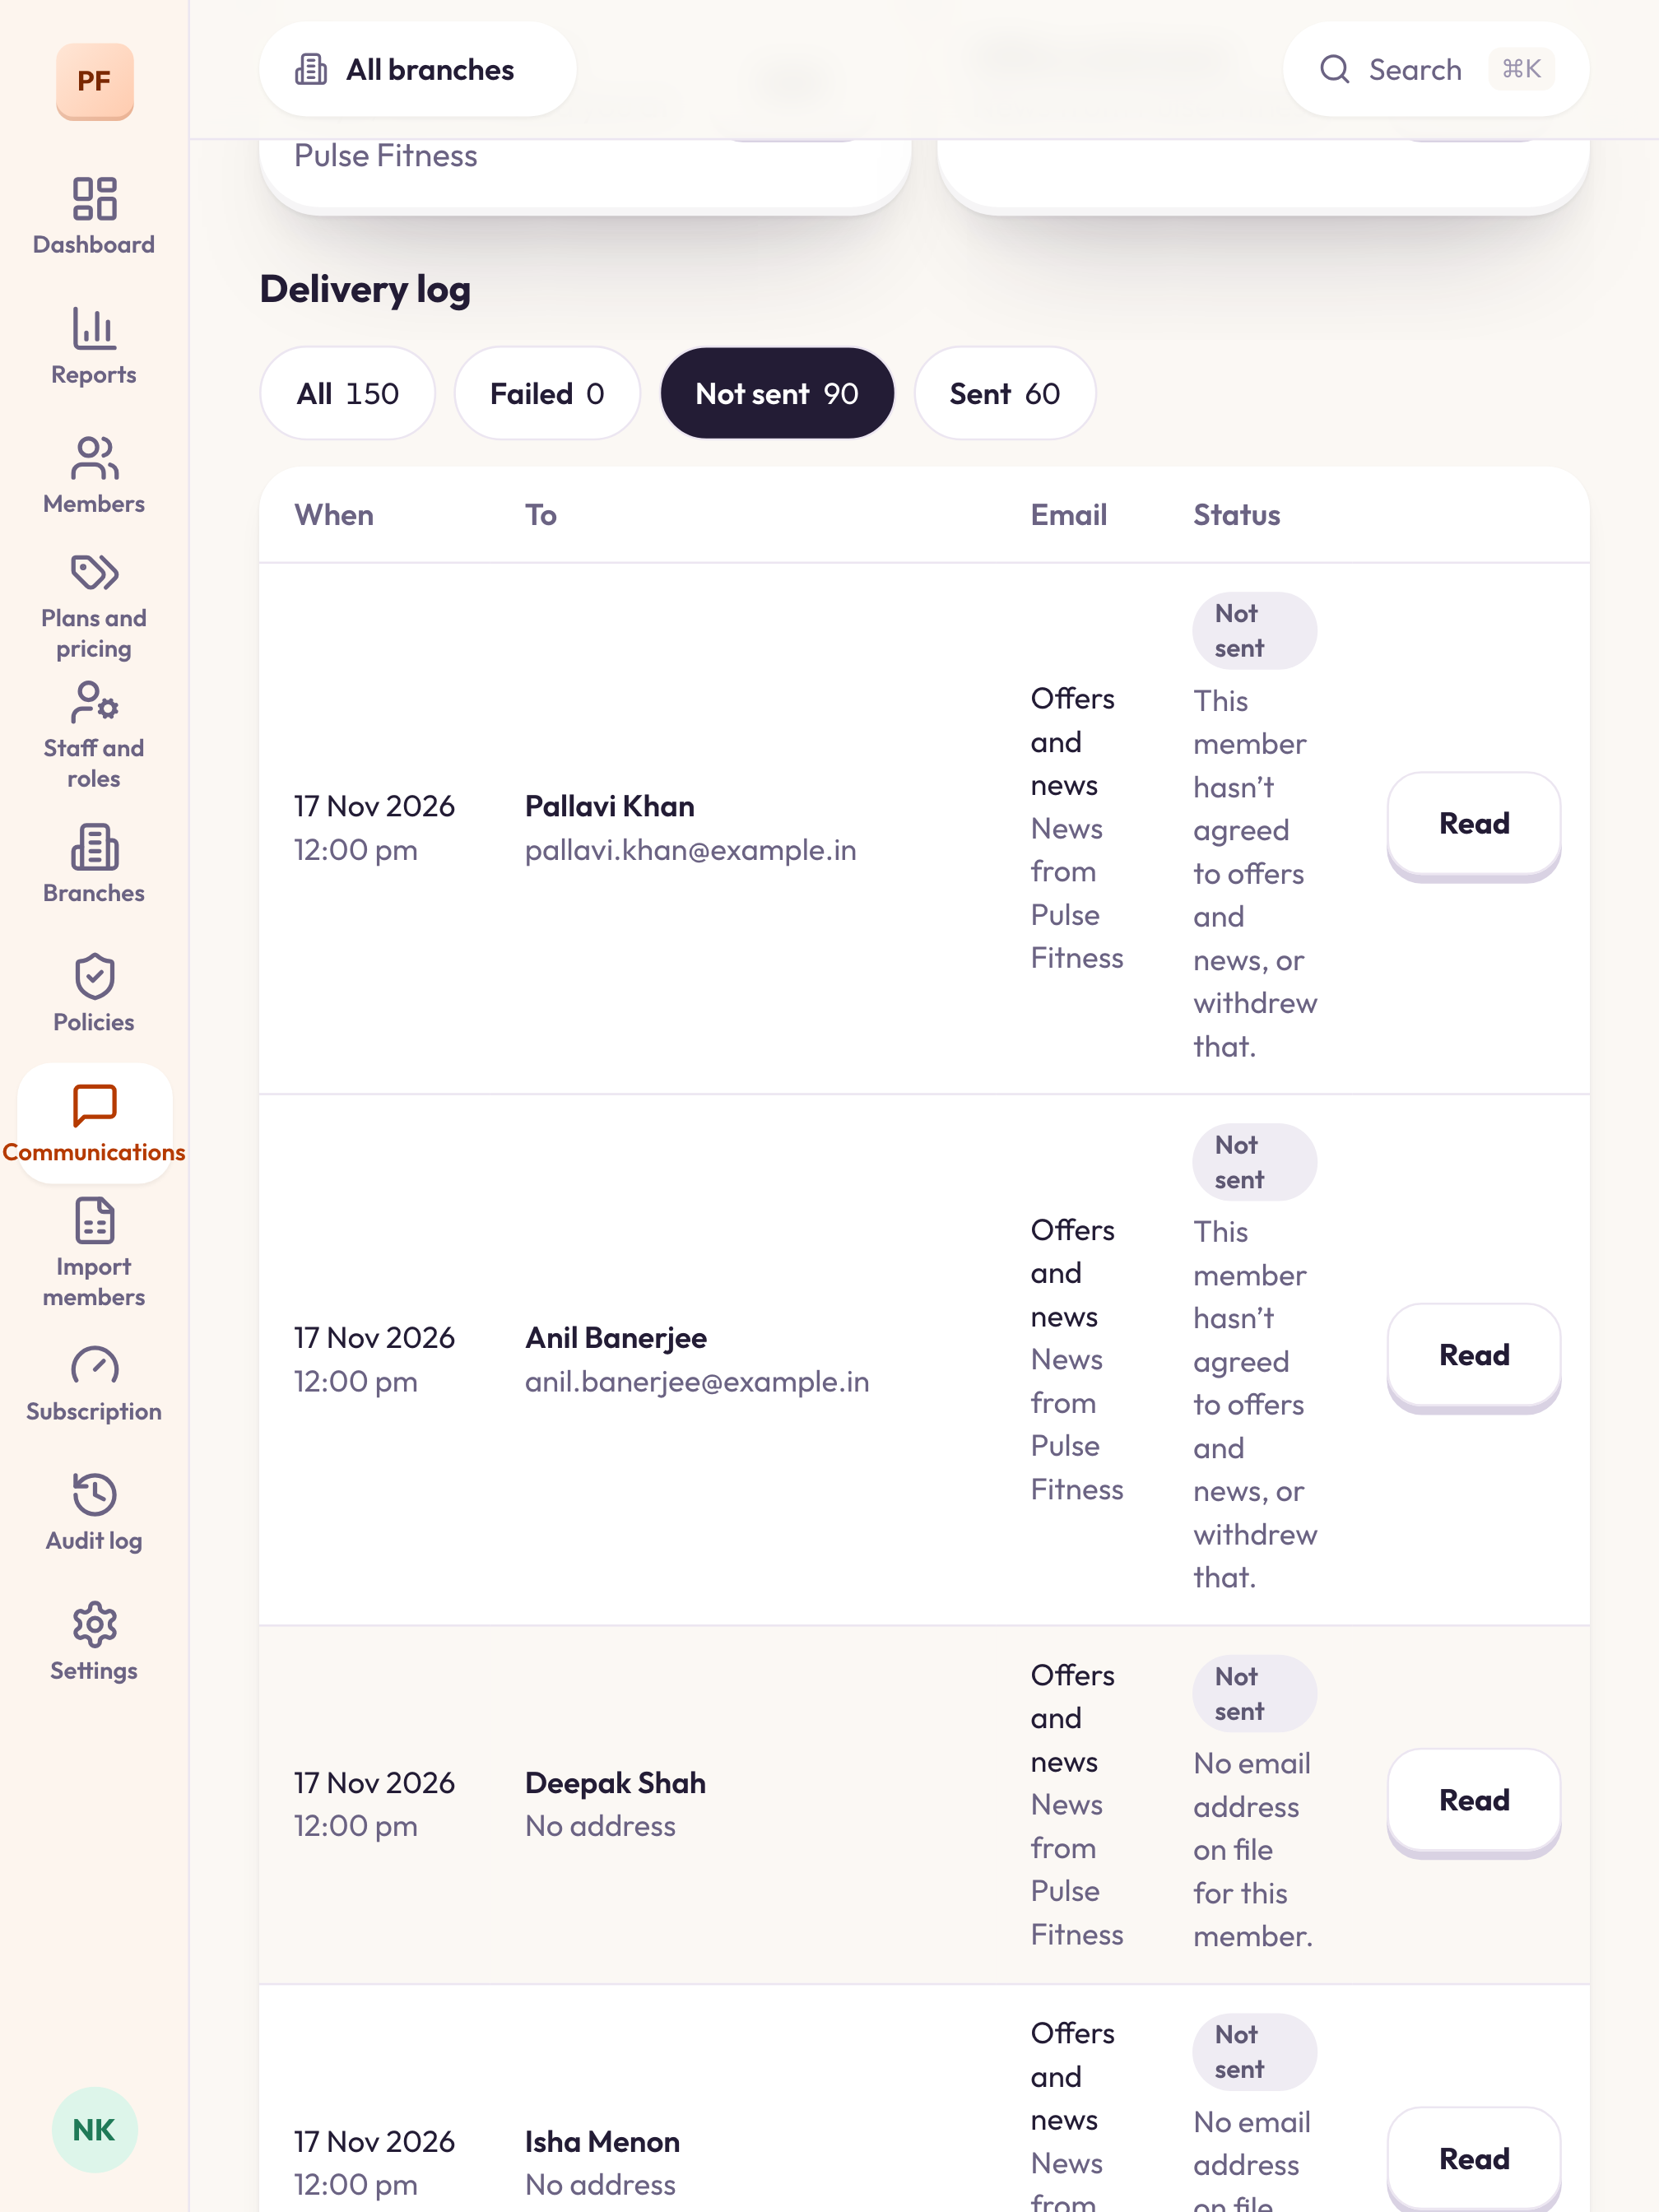 PF
Dashboard
Reports
Members
Plans and
pricing
Staff and
roles
Branches
Policies
Communications
Import
members
Subscription
Audit log
Settings
NK
All branches
Search ⌘K
Pulse Fitness
Delivery log
All 150
Failed 0
Not sent 90
Sent 60
When To Email Status
17 Nov 2026
12:00 pm
Pallavi Khan
pallavi.khan@example.in
Offers
and
news
News
from
Pulse
Fitness
Not
sent
This
member
hasn’t
agreed
to offers
and
news, or
withdrew
that.
Read
17 Nov 2026
12:00 pm
Anil Banerjee
anil.banerjee@example.in
Offers
and
news
News
from
Pulse
Fitness
Not
sent
This
member
hasn’t
agreed
to offers
and
news, or
withdrew
that.
Read
17 Nov 2026
12:00 pm
Deepak Shah
No address
Offers
and
news
News
from
Pulse
Fitness
Not
sent
No email
address
on file
for this
member.
Read
17 Nov 2026
12:00 pm
Isha Menon
No address
Offers
and
news
News
from
Not
sent
No email
address
on file
Read